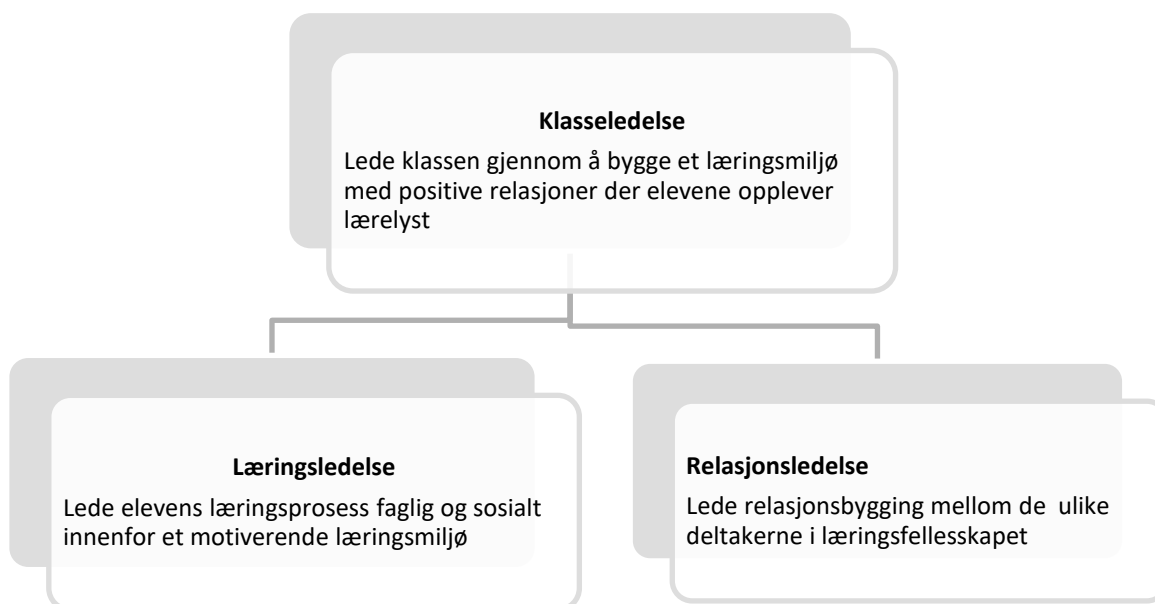 Klasseledelse
Lede klassen gjennom å bygge et læringsmiljø
med positive relasjoner der elevene opplever
lærelyst
Læringsledelse
Lede elevens læringsprosess faglig og sosialt
innenfor et motiverende læringsmiljø
Relasjonsledelse
Lede relasjonsbygging mellom de ulike
deltakerne i læringsfellesskapet